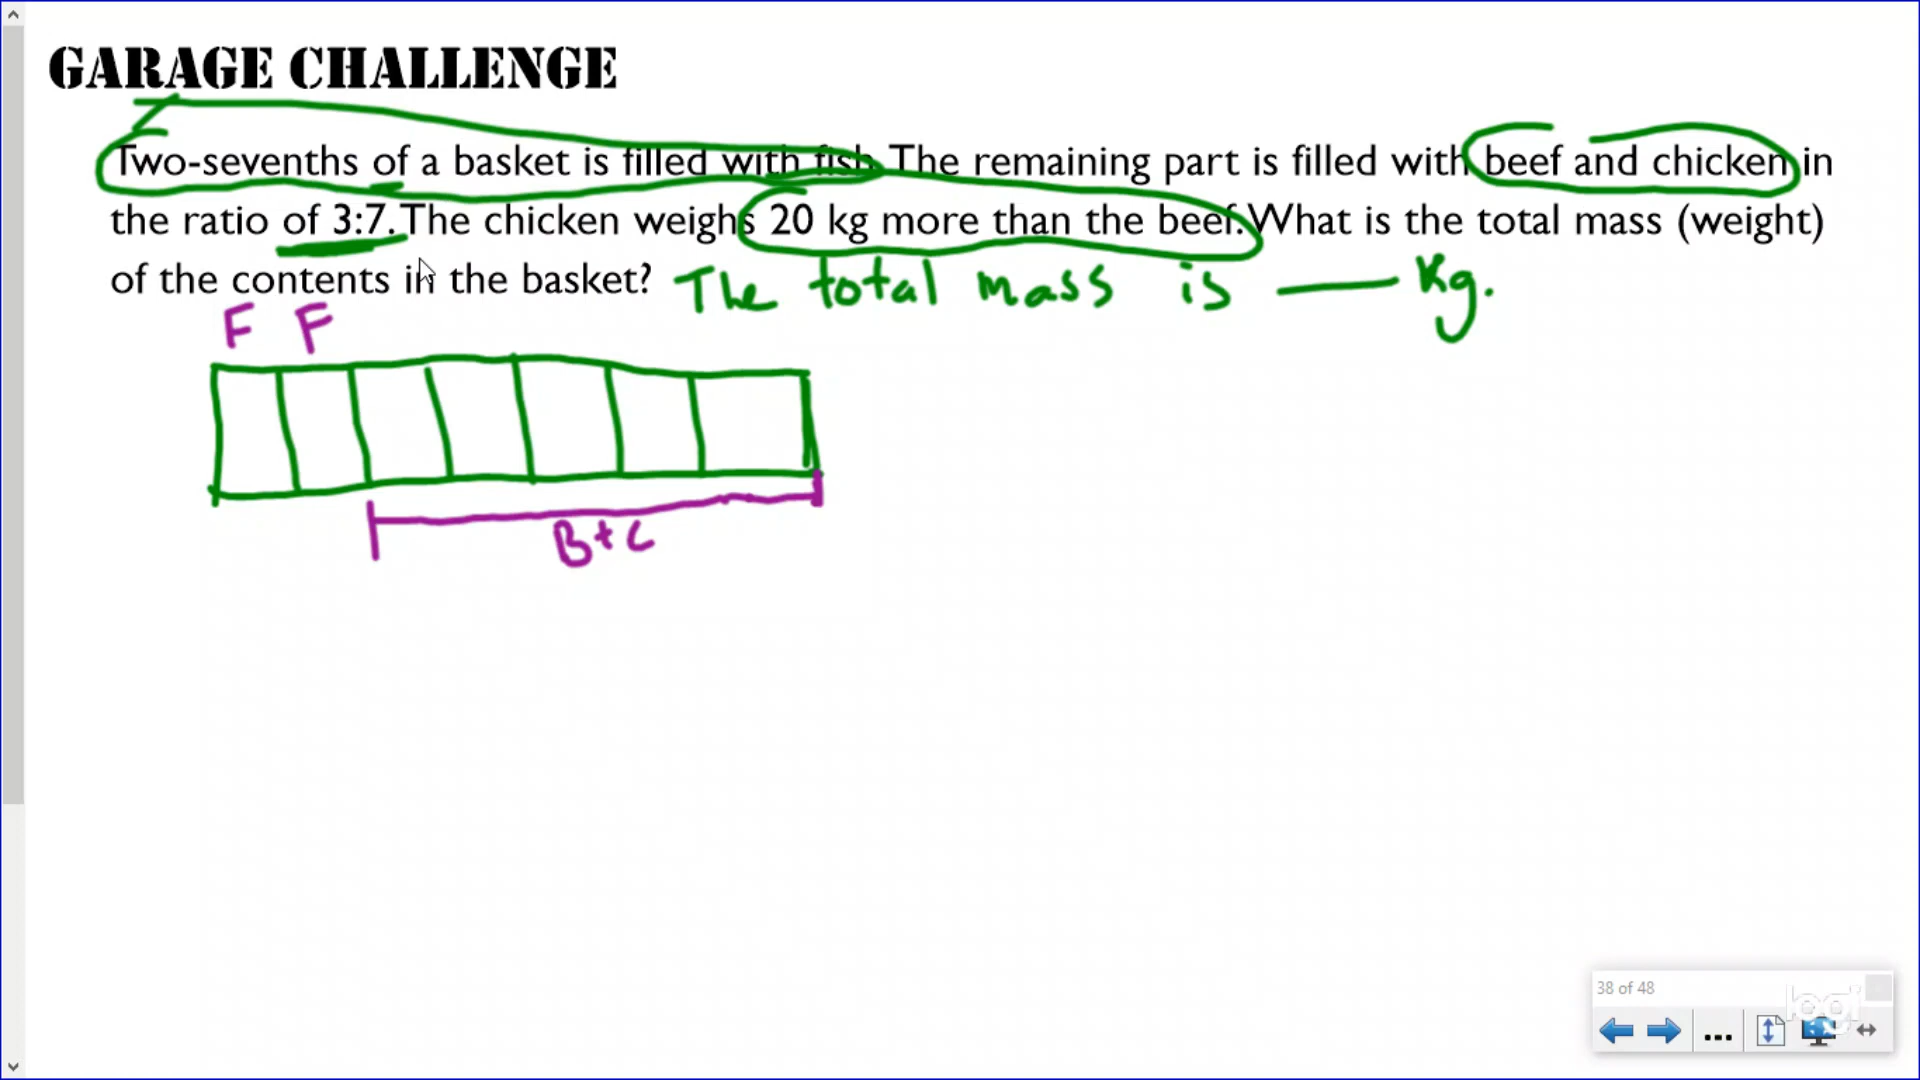 GARAGE CHALLENGE
Two-sevenths of a basket is filled with fish. The remaining part is filled with beef and chicken in
the ratio of 3:7. The chicken weighs 20 kg more than the beef. What is the total mass (weight)
of the contents in the basket? The total mass is ___ Kg.
F F
B+C
38 of 48
logi
...